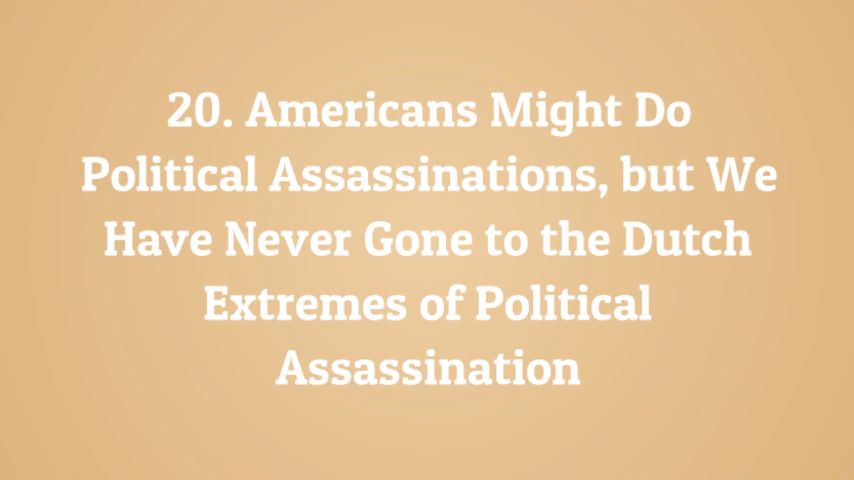 20. Americans Might Do
Political Assassinations, but We
Have Never Gone to the Dutch
Extremes of Political
Assassination